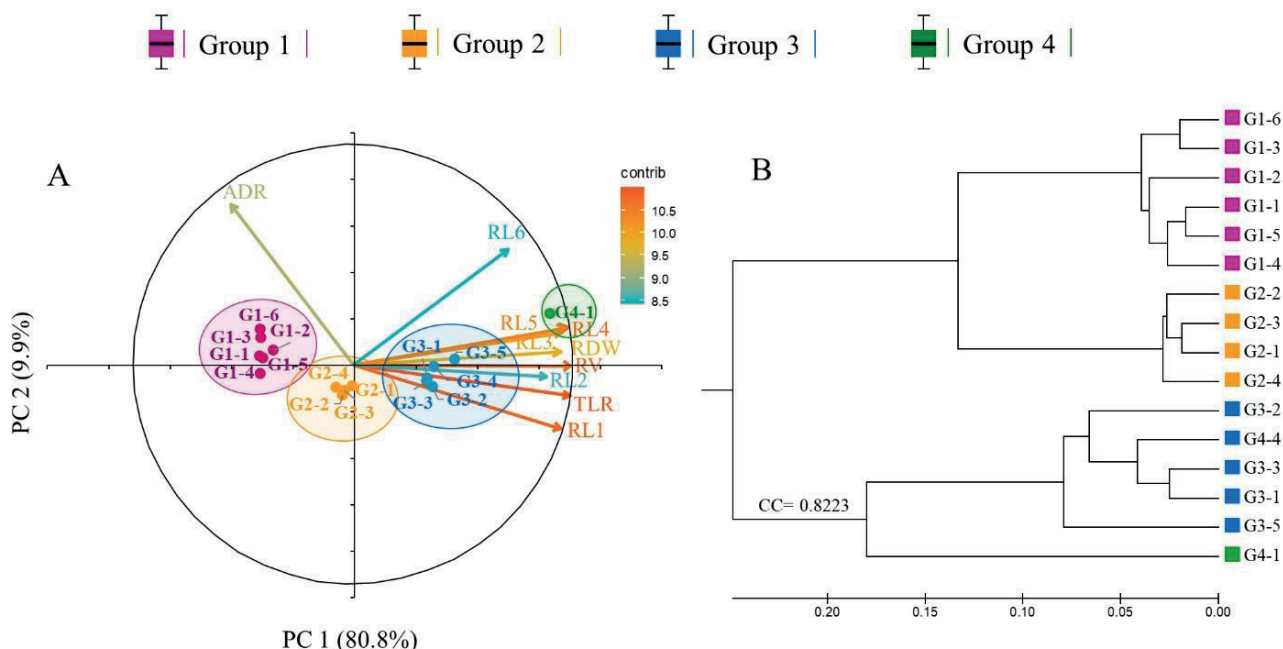 Group 1
Group 2
Group 3
Group 4
A
PC 2 (9.9%)
PC 1 (80.8%)
contrib
10.5
10.0
9.5
9.0
8.5
ADR
RL6
G4-1
RL5
RL4
RL3
RDW
RV
RL2
TLR
RL1
G1-6
G1-3
G1-2
G1-1
G1-5
G1-4
G2-4
G2-1
G2-2
G2-3
G3-1
G3-5
G3-4
G3-3
G3-2
B
G1-6
G1-3
G1-2
G1-1
G1-5
G1-4
G2-2
G2-3
G2-1
G2-4
G3-2
G4-4
G3-3
G3-1
G3-5
G4-1
CC= 0.8223
0.20
0.15
0.10
0.05
0.00